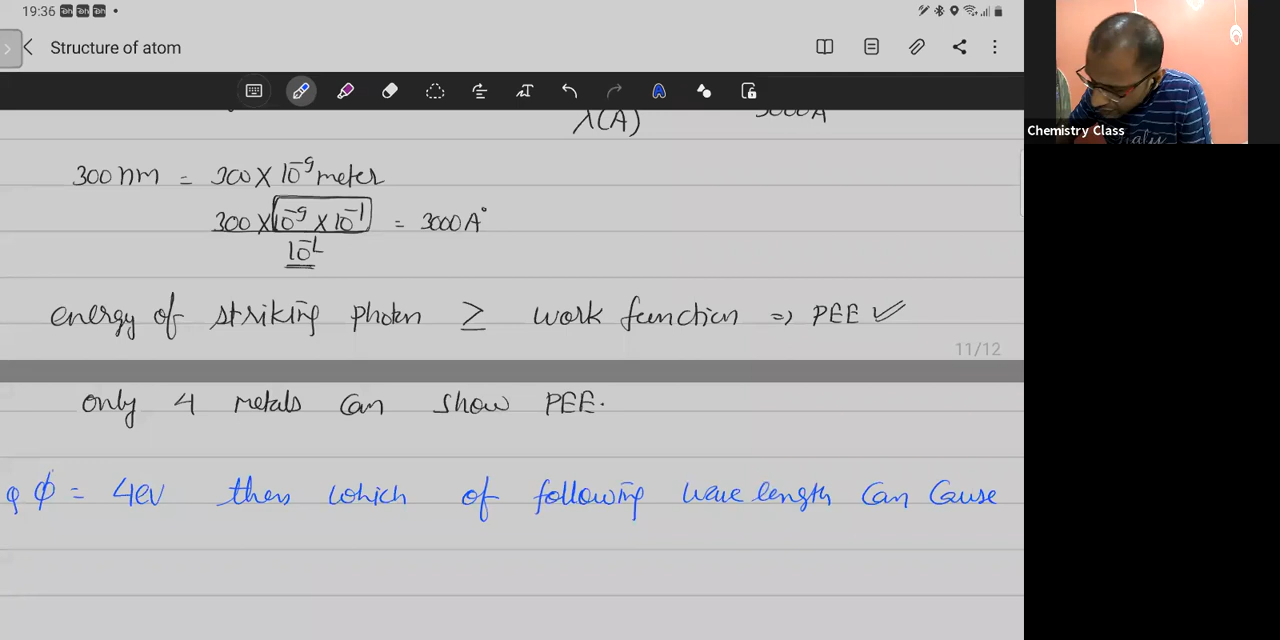 19:36
Structure of atom
Chemistry Class
λ(A) 3000A
300 nm = 300 × 10⁻⁹ meter
300 × 10⁻⁹ × 10⁻¹ = 3000 A°
10⁻¹
energy of striking photon ≥ work function ⇒ PEE ✓
11/12
only 4 metals can show PEE.
φ = 4ev then which of following wave length can cause